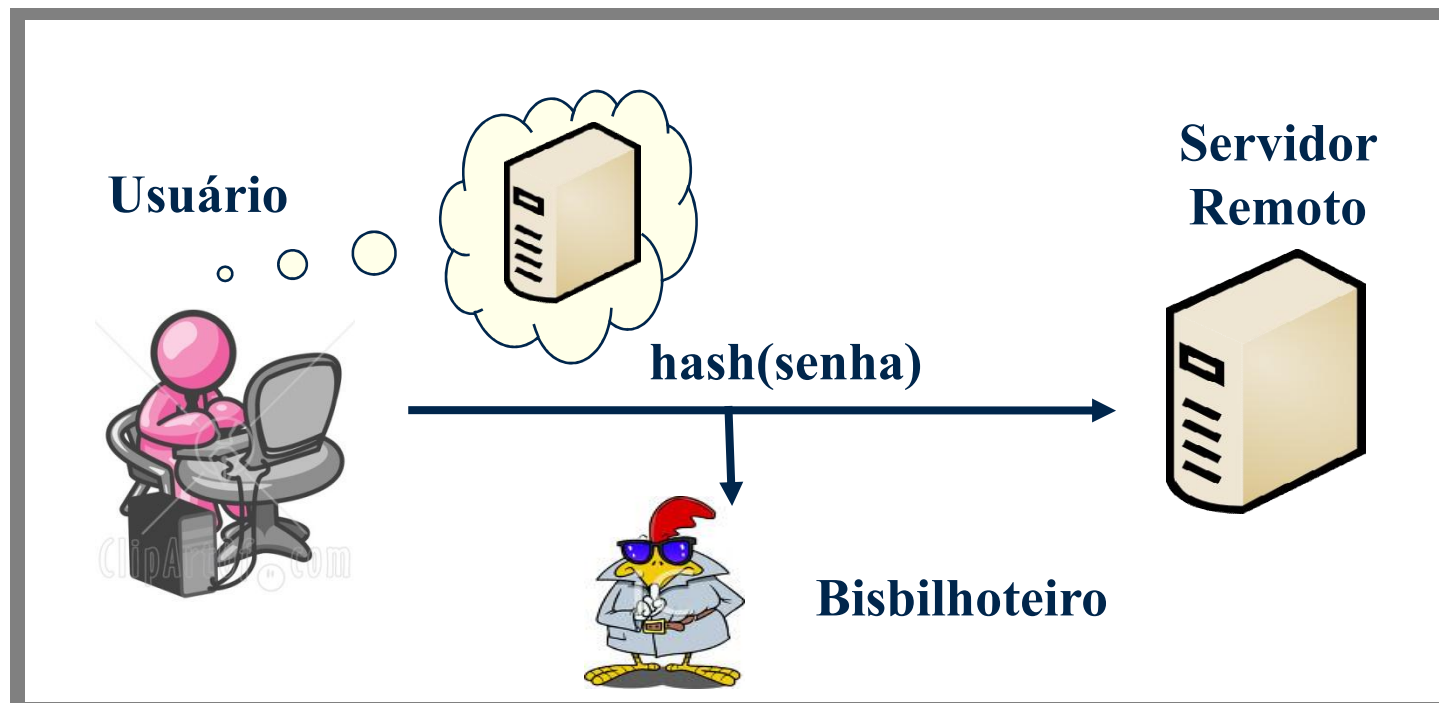 Usuário
Servidor
Remoto
hash(senha)
Bisbilhoteiro